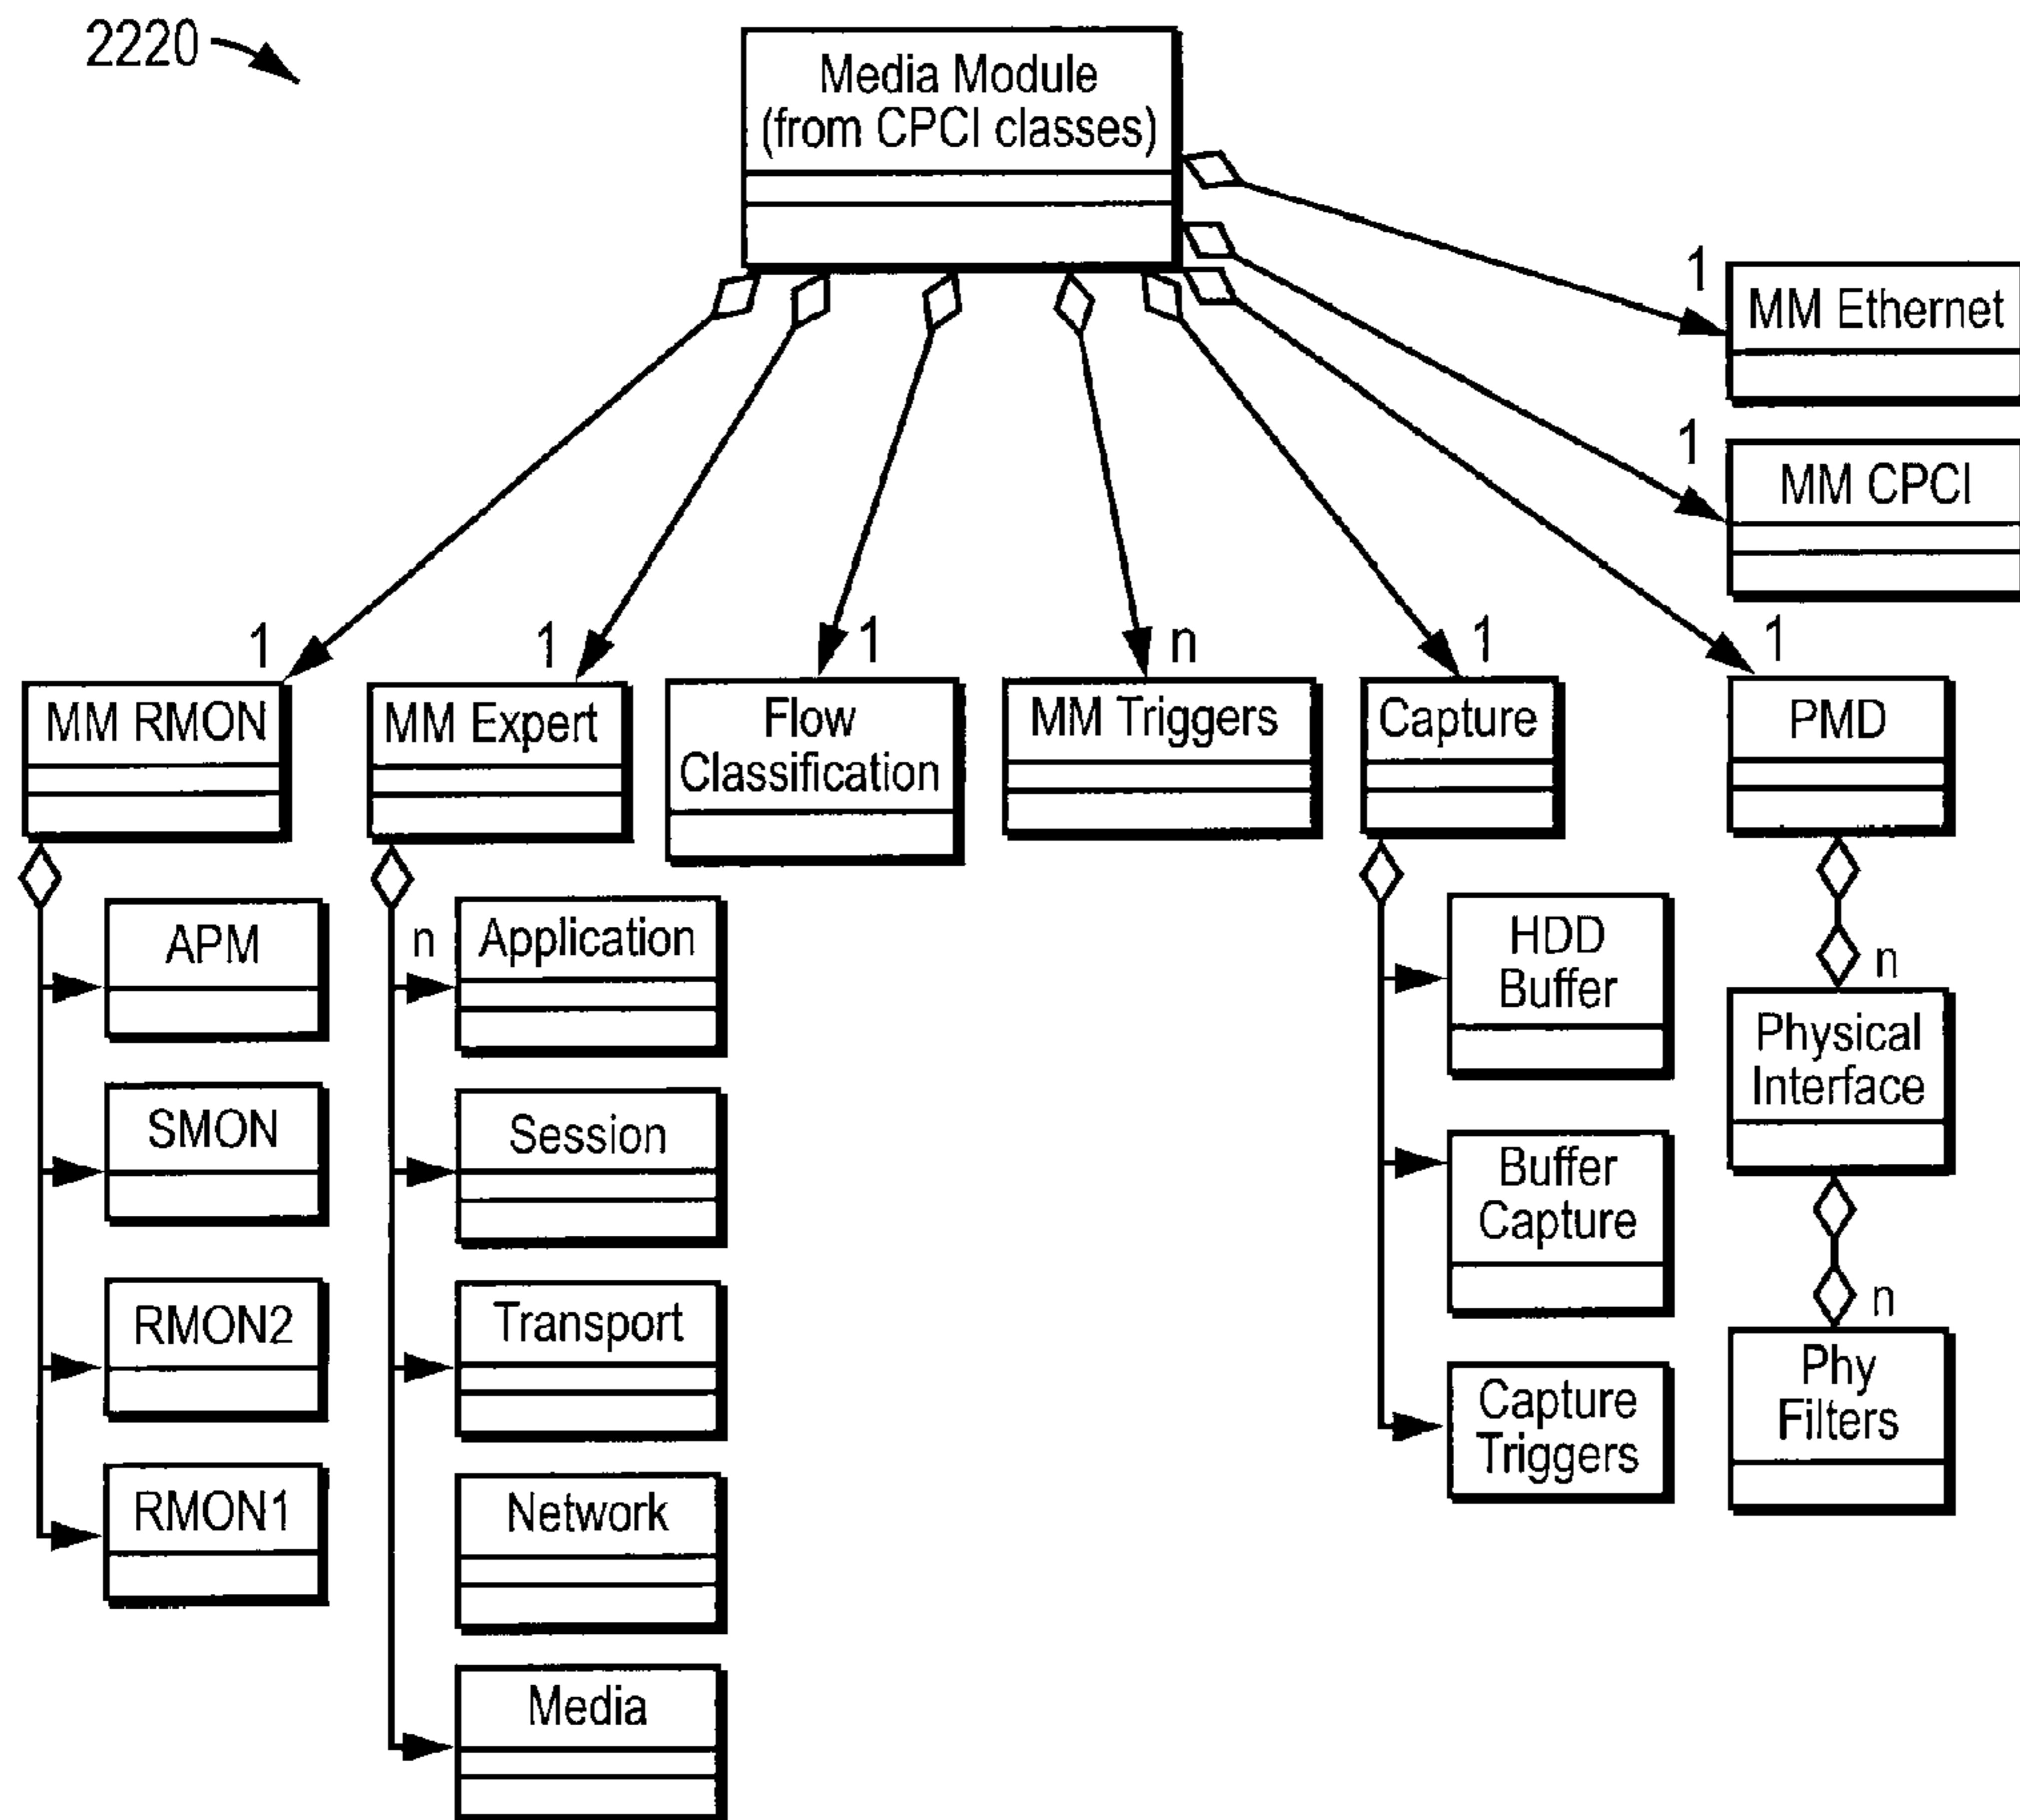 2220
Media Module
(from CPCI classes)
1
MM Ethernet
1
MM CPCI
1
1
1
n
1
1
MM RMON
MM Expert
Flow
Classification
MM Triggers
Capture
PMD
APM
SMON
RMON2
RMON1
n
Application
Session
Transport
Network
Media
HDD
Buffer
Buffer
Capture
Capture
Triggers
n
Physical
Interface
n
Phy
Filters